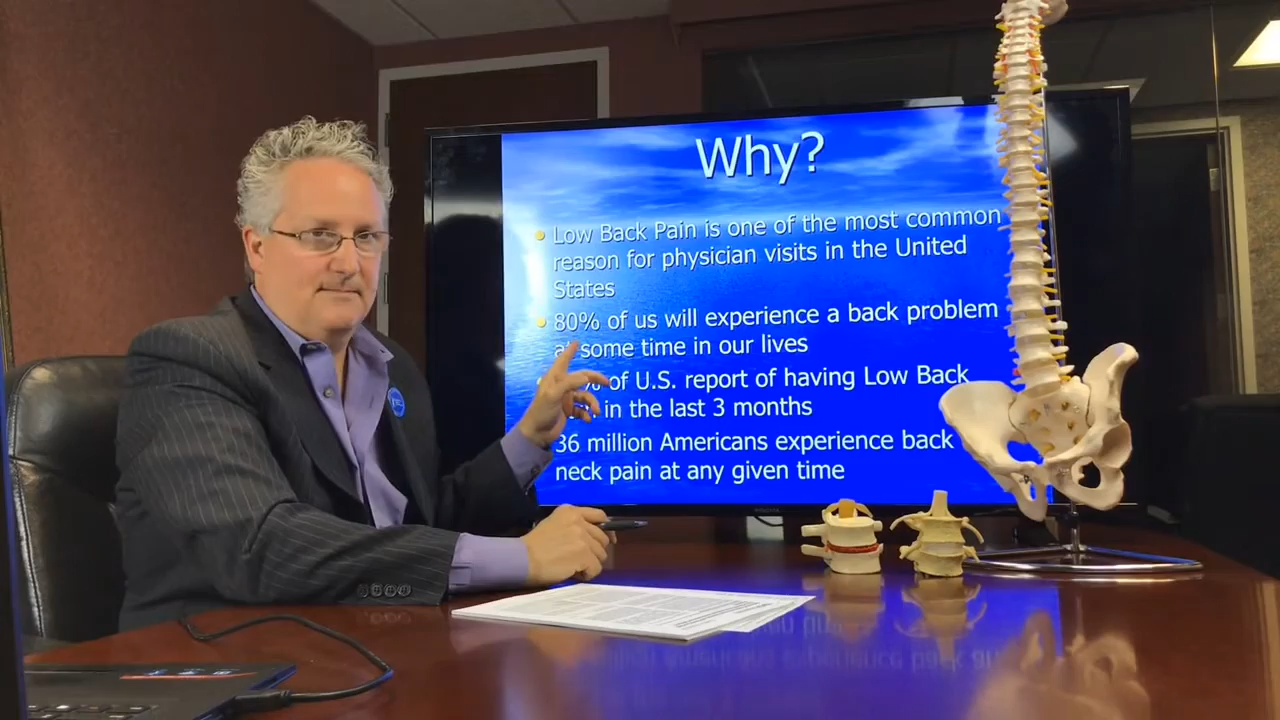 Why?
Low Back Pain is one of the most common
reason for physician visits in the United
States
80% of us will experience a back problem
at some time in our lives
of U.S. report of having Low Back
in the last 3 months
36 million Americans experience back
neck pain at any given time